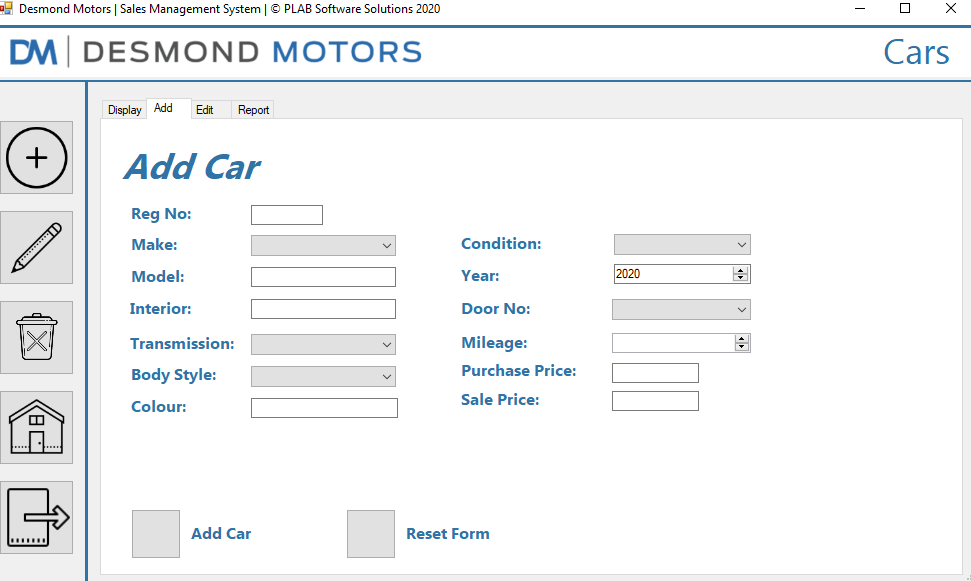 Desmond Motors | Sales Management System | © PLAB Software Solutions 2020
DM | DESMOND MOTORS
Cars
Display Add Edit Report
Add Car
Reg No:
Make:
Condition:
Model:
Year: 2020
Interior:
Door No:
Transmission:
Mileage:
Body Style:
Purchase Price:
Colour:
Sale Price:
Add Car
Reset Form